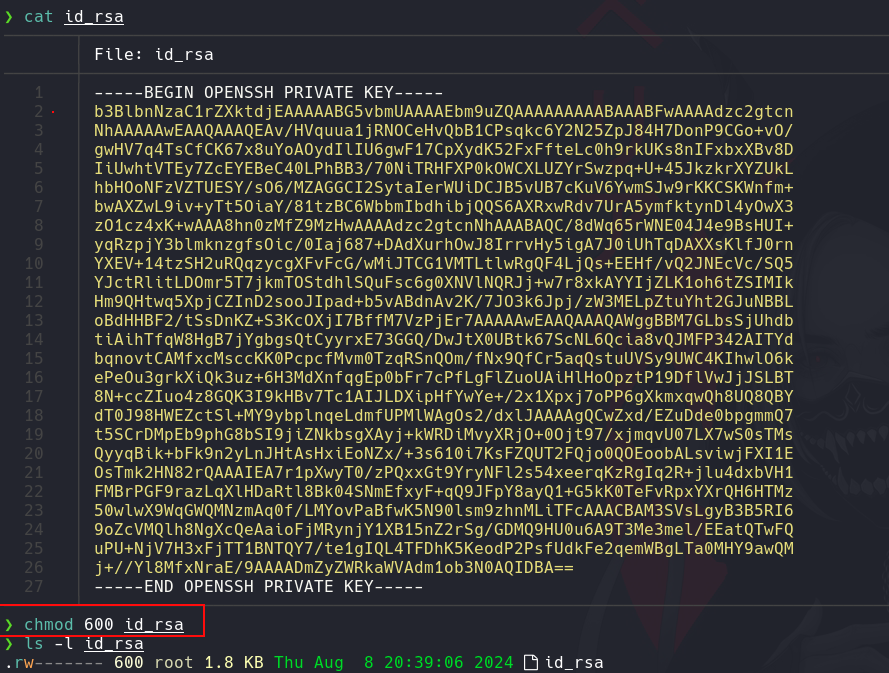 ❯ cat id_rsa
File: id_rsa
1 -----BEGIN OPENSSH PRIVATE KEY-----
2 b3BlbnNzaC1rZXktdjEAAAAABG5vbmUAAAAEbm9uZQAAAAAAAAABAAABFwAAAAdzc2gtcn
3 NhAAAAAwEAAQAAAQEAv/HVquua1jRNOCeHvQbB1CPsqkc6Y2N25ZpJ84H7DonP9CGo+vO/
4 gwHV7q4TsCfCK67x8uYoAOydIlIU6gwF17CpXydK52FxFfteLc0h9rkUKs8nIFxbxXBv8D
5 IiUwhtVTEy7ZcEYEBeC40LPhBB3/70NiTRHFXP0kOWCXLUZYrSwzpq+U+45JkzkrXYZUkL
6 hbHOoNFzVZTUESY/sO6/MZAGGCI2SytaIerWUiDCJB5vUB7cKuV6YwmSJw9rKKCSKWnfm+
7 bwAXZwL9iv+yTt5OiaY/81tzBC6WbbmIbdhibjQQS6AXRxwRdv7UrA5ymfktynDl4yOwX3
8 zO1cz4xK+wAAA8hn0zMfZ9MzHwAAAAdzc2gtcnNhAAABAQC/8dWq65rWNE04J4e9BsHUI+
9 yqRzpjY3blmknzgfsOic/0Iaj687+DAdXurhOwJ8IrrvHy5igA7J0iUhTqDAXXsKlfJ0rn
10 YXEV+14tzSH2uRQqzycgXFvFcG/wMiJTCG1VMTLtlwRgQF4LjQs+EEHf/vQ2JNEcVc/SQ5
11 YJctRlitLDOmr5T7jkmTOStdhlSQuFsc6g0XNVlNQRJj+w7r8xkAYYIjZLK1oh6tZSIMIk
12 Hm9QHtwq5XpjCZInD2sooJIpad+b5vABdnAv2K/7JO3k6Jpj/zW3MELpZtuYht2GJuNBBL
13 oBdHHBF2/tSsDnKZ+S3KcOXjI7BffM7VzPjEr7AAAAAwEAAQAAAQAWggBBM7GLbsSjUhdb
14 tiAihTfqW8HgB7jYgbgsQtCyyrxE73GGQ/DwJtX0UBtk67ScNL6Qcia8vQJMFP342AITYd
15 bqnovtCAMfxcMsccKK0PcpcfMvm0TzqRSnQOm/fNx9QfCr5aqQstuUVSy9UWC4KIhwlO6k
16 ePeOu3grkXiQk3uz+6H3MdXnfqgEp0bFr7cPfLgFlZuoUAiHlHoOpztP19DflVwJjJSLBT
17 8N+ccZIuo4z8GQK3I9kHBv7Tc1AIJLDXipHfYwYe+/2x1Xpxj7oPP6gXkmxqwQh8UQ8QBY
18 dT0J98HWEZctSl+MY9ybplnqeLdmfUPMlWAgOs2/dxlJAAAAgQCwZxd/EZuDde0bpgmmQ7
19 t5SCrDMpEb9phG8bSI9jiZNkbsgXAyj+kWRDiMvyXRjO+0Ojt97/xjmqvU07LX7wS0sTMs
20 QyyqBik+bFk9n2yLnJHtAsHxiEoNZx/+3s610i7KsFZQUT2FQjo0QOEoobALsviwjFXI1E
21 OsTmk2HN82rQAAAIEA7r1pXwyT0/zPQxxGt9YryNFl2s54xeerqKzRgIq2R+jlu4dxbVH1
22 FMBrPGF9razLqXlHDaRtl8Bk04SNmEfxyF+qQ9JFpY8ayQ1+G5kK0TeFvRpxYXrQH6HTMz
23 50wlwX9WqGWQMNzmAq0f/LMYovPaBfwK5N90lsm9zhnMLiTFcAAACBAM3SVsLgyB3B5RI6
24 9oZcVMQlh8NgXcQeAaioFjMRynjY1XB15nZ2rSg/GDMQ9HU0u6A9T3Me3mel/EEatQTwFQ
25 uPU+NjV7H3xFjTT1BNTQY7/te1gIQL4TFDhK5KeodP2PsfUdkFe2qemWBgLTa0MHY9awQM
26 j+//Yl8MfxNraE/9AAAADmZyZWRkaWVAdm1ob3N0AQIDBA==
27 -----END OPENSSH PRIVATE KEY-----
❯ chmod 600 id_rsa
❯ ls -l id_rsa
.rw------- 600 root 1.8 KB Thu Aug  8 20:39:06 2024 id_rsa